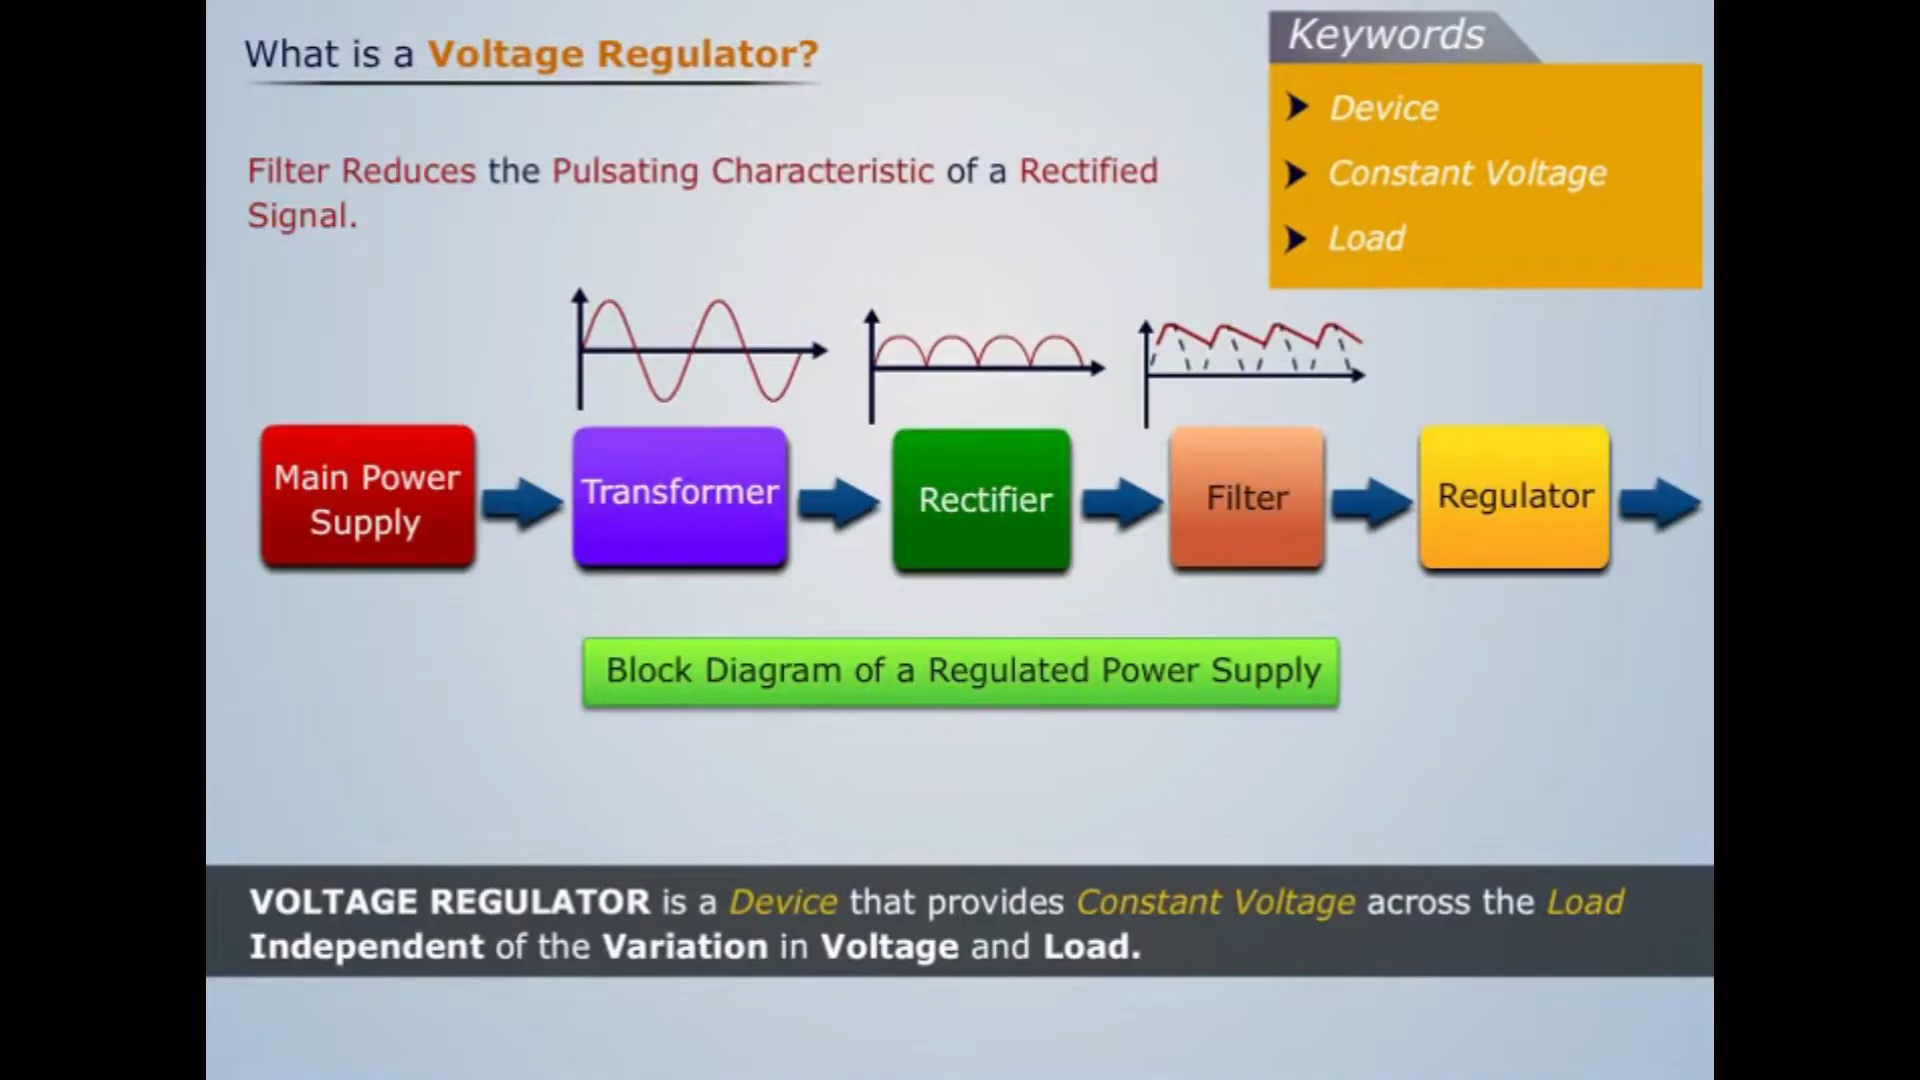 What is a Voltage Regulator?
Keywords
Device
Constant Voltage
Load
Filter Reduces the Pulsating Characteristic of a Rectified
Signal.
Main Power
Supply
Transformer
Rectifier
Filter
Regulator
Block Diagram of a Regulated Power Supply
VOLTAGE REGULATOR is a Device that provides Constant Voltage across the Load
Independent of the Variation in Voltage and Load.